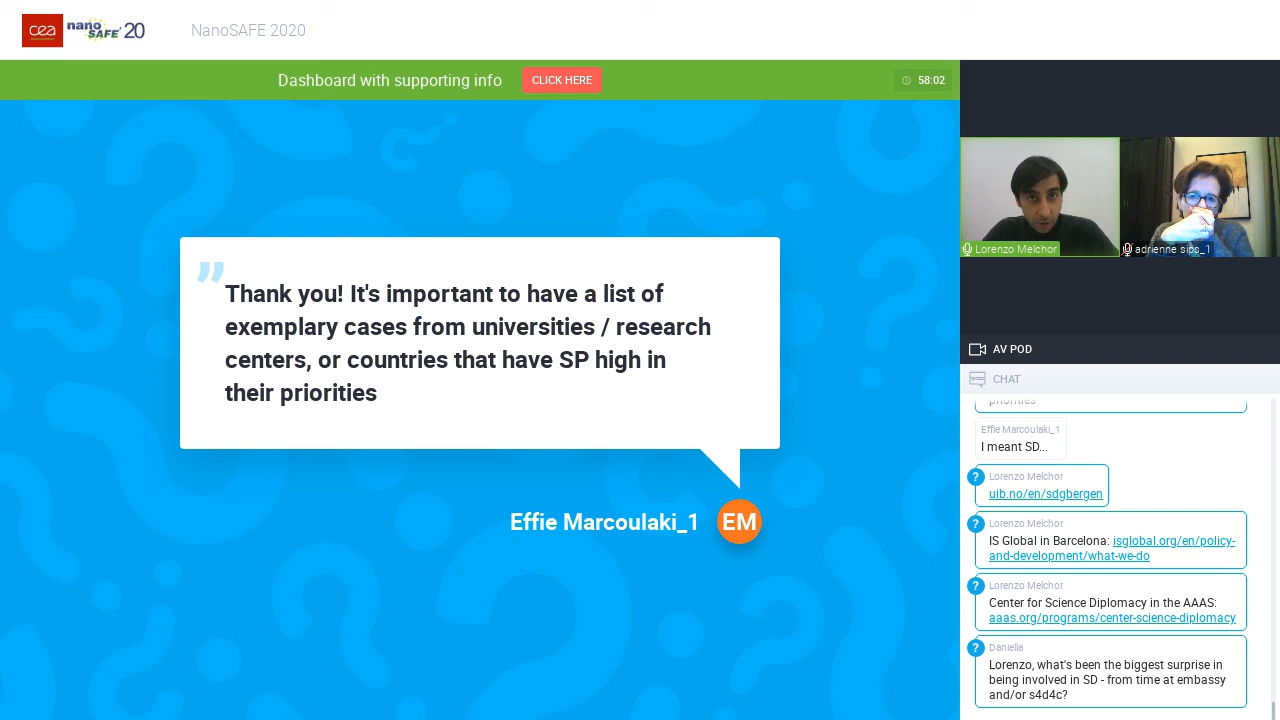 cea nano SAFE' 20
NanoSAFE 2020
Dashboard with supporting info
CLICK HERE
58:02
"
Thank you! It's important to have a list of
exemplary cases from universities / research
centers, or countries that have SP high in
their priorities
Effie Marcoulaki_1
EM
Lorenzo Melchor
adrienne sips_1
AV POD
CHAT
priorities
Effie Marcoulaki_1
I meant SD...
?
Lorenzo Melchor
uib.no/en/sdgbergen
?
Lorenzo Melchor
IS Global in Barcelona: isglobal.org/en/policy-
and-development/what-we-do
?
Lorenzo Melchor
Center for Science Diplomacy in the AAAS:
aaas.org/programs/center-science-diplomacy
?
Daniella
Lorenzo, what's been the biggest surprise in
being involved in SD - from time at embassy
and/or s4d4c?